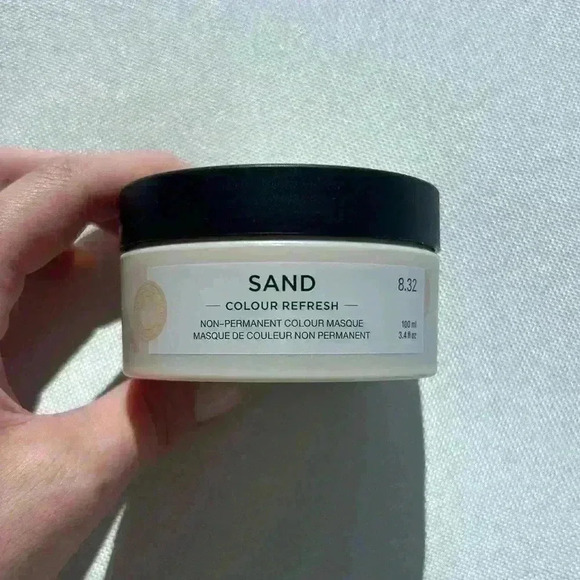 SAND
8.32
COLOUR REFRESH
NON-PERMANENT COLOUR MASQUE
MASQUE DE COULEUR NON PERMANENT
100 ml
3.4 fl oz